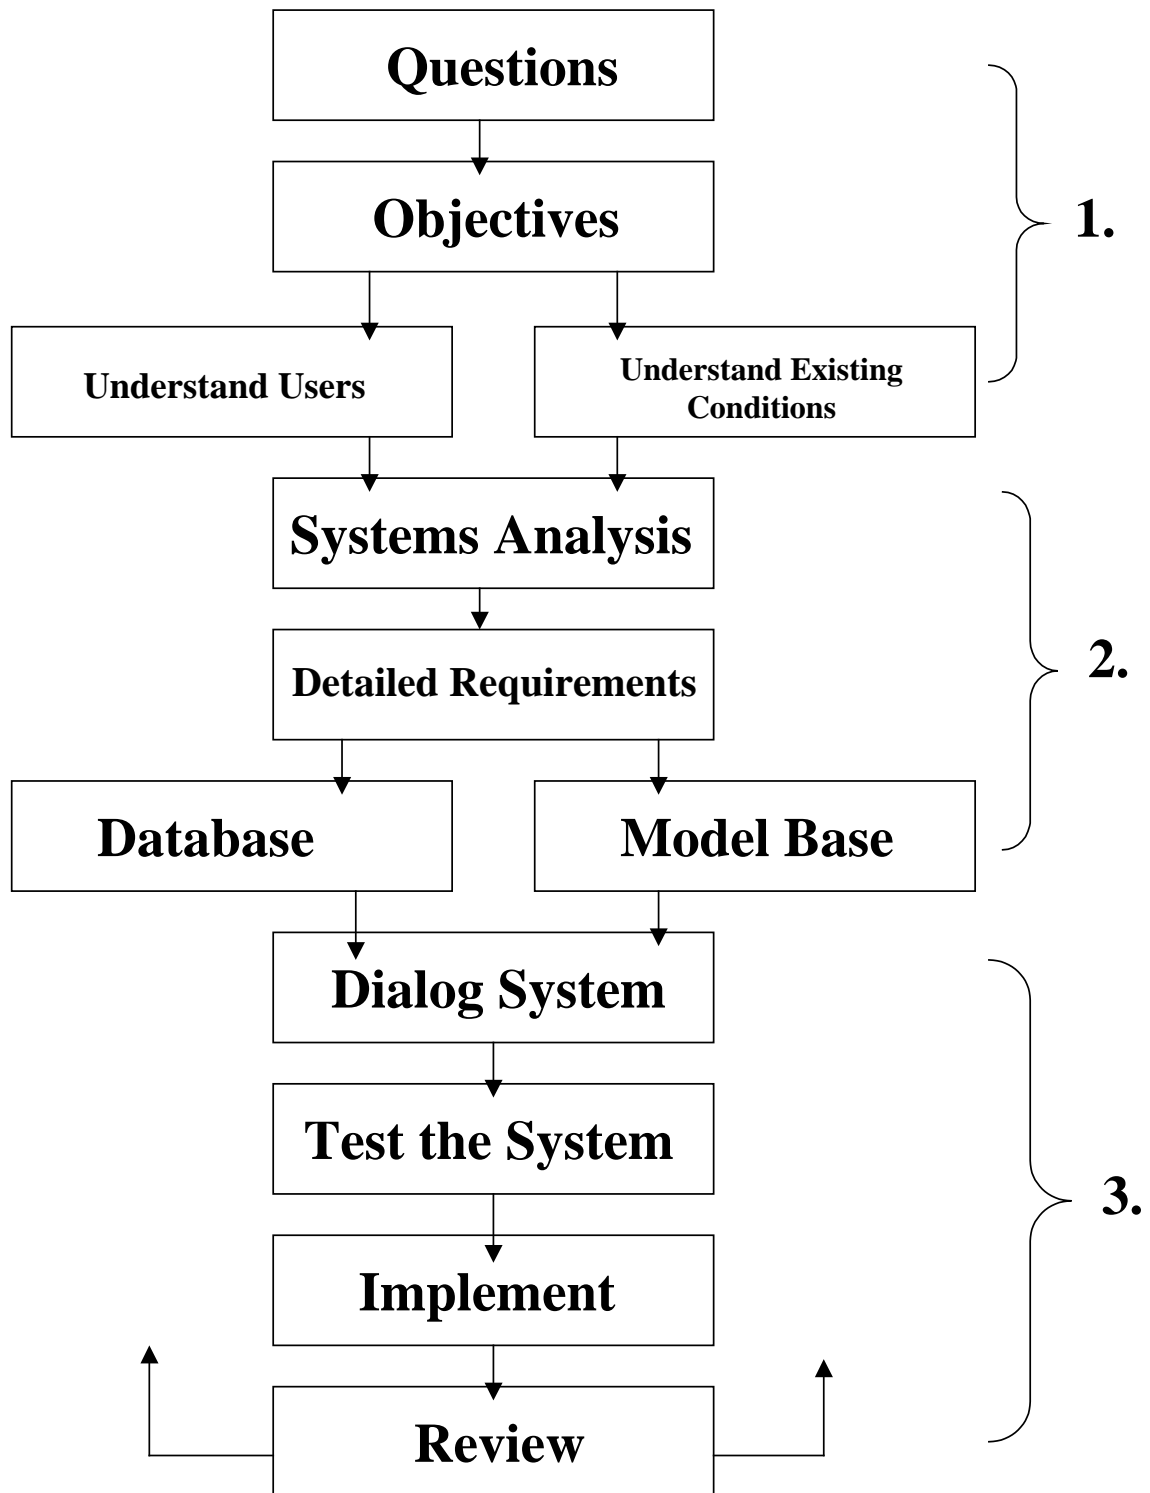 Questions
Objectives
1.
Understand Users
Understand Existing
Conditions
Systems Analysis
Detailed Requirements
2.
Database
Model Base
Dialog System
Test the System
3.
Implement
Review